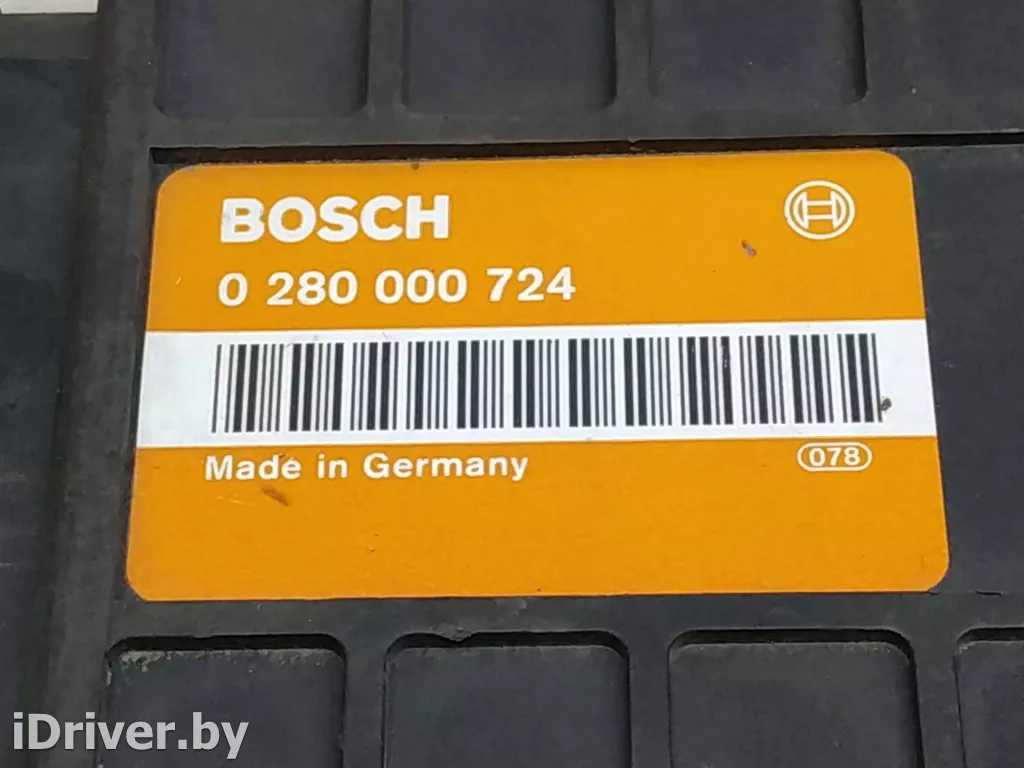 BOSCH
0 280 000 724
Made in Germany
078
iDriver.by